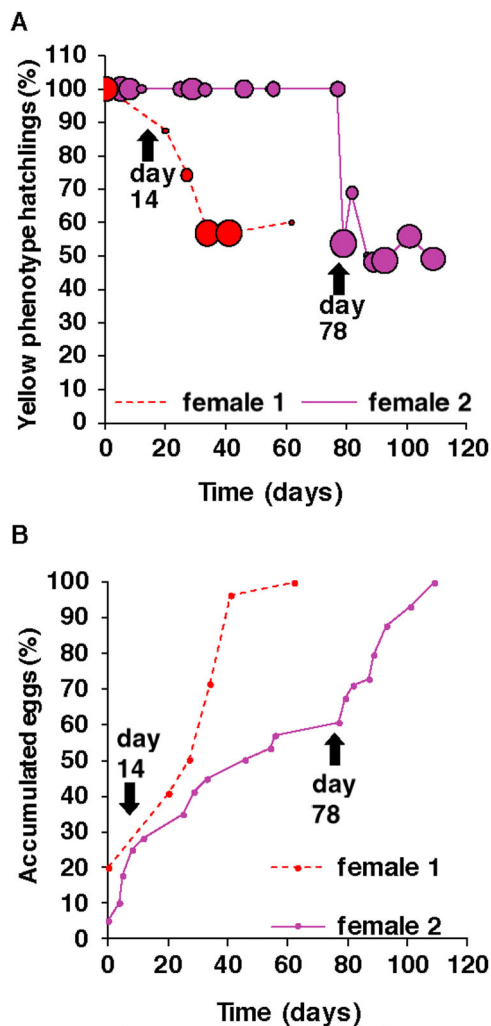 A
Yellow phenotype hatchlings (%)
110
100
90
80
70
60
50
40
30
20
10
0
day
14
day
78
female 1
female 2
0 20 40 60 80 100 120
Time (days)
B
Accumulated eggs (%)
100
90
80
70
60
50
40
30
20
10
0
day
14
day
78
female 1
female 2
0 20 40 60 80 100 120
Time (days)